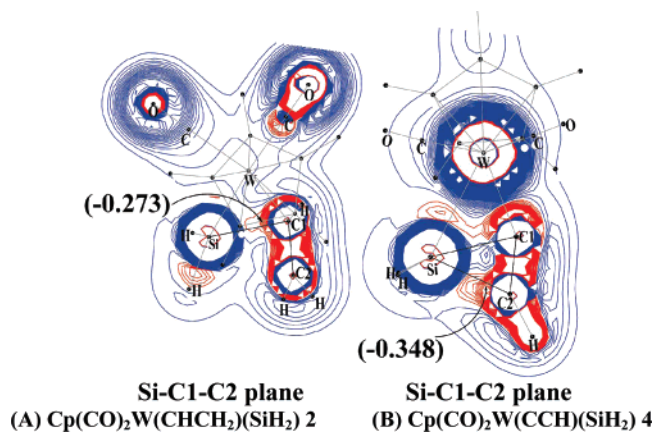 O
O
C
C
W
O
C
W
C
O
(-0.273)
H
H
C1
Si
C1
H
C2
Si
H
H
C2
H
H
H
(-0.348)
H
Si-C1-C2 plane
Si-C1-C2 plane
(A) Cp(CO)₂W(CHCH₂)(SiH₂) 2
(B) Cp(CO)₂W(CCH)(SiH₂) 4